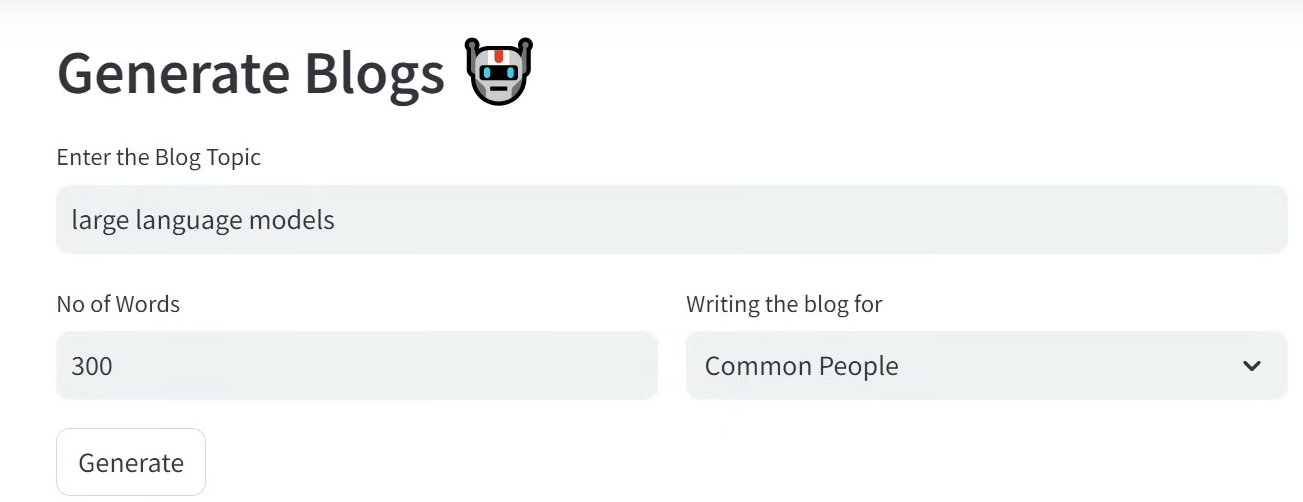 Generate Blogs
Enter the Blog Topic
large language models
No of Words
Writing the blog for
300
Common People
Generate